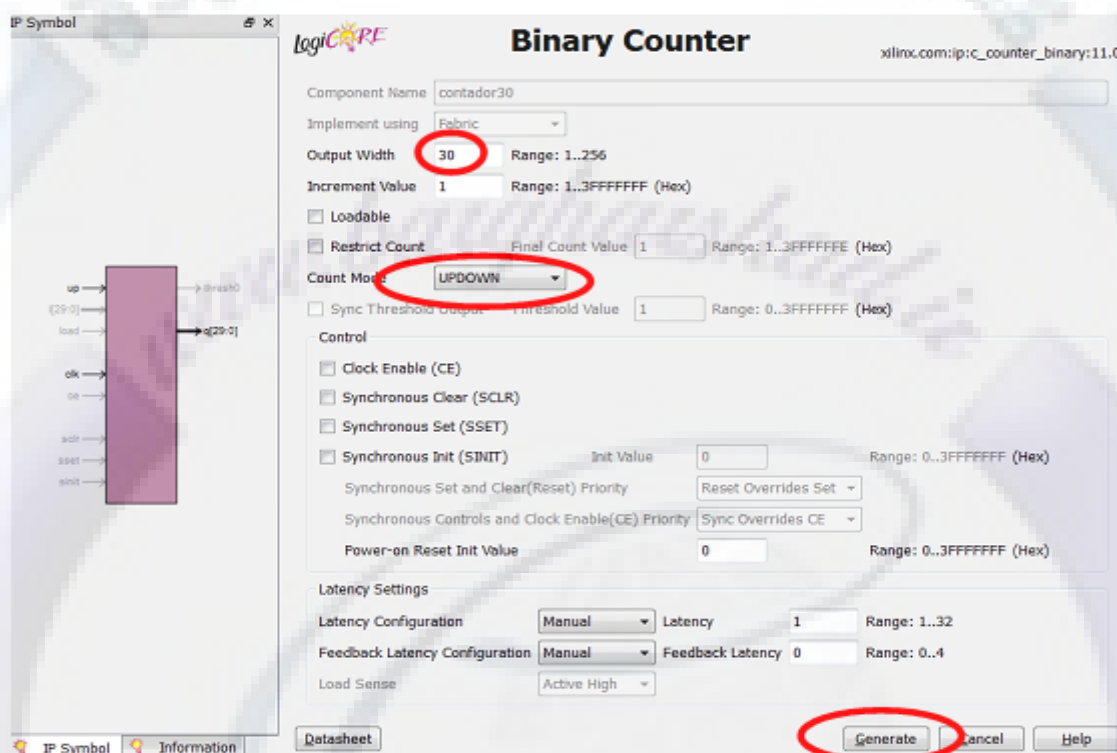 IP Symbol
LogiCORE
Binary Counter
xilinx.com:ip:c_counter_binary:11.0
Component Name contador30
Implement using Fabric
Output Width 30 Range: 1..256
Increment Value 1 Range: 1..3FFFFFFF (Hex)
Loadable
Restrict Count Final Count Value 1 Range: 1..3FFFFFFE (Hex)
Count Mode UPDOWN
Sync Threshold Output Threshold Value 1 Range: 0..3FFFFFFF (Hex)
Control
Clock Enable (CE)
Synchronous Clear (SCLR)
Synchronous Set (SSET)
Synchronous Init (SINIT) Init Value 0 Range: 0..3FFFFFFF (Hex)
Synchronous Set and Clear(Reset) Priority Reset Overrides Set
Synchronous Controls and Clock Enable(CE) Priority Sync Overrides CE
Power-on Reset Init Value 0 Range: 0..3FFFFFFF (Hex)
Latency Settings
Latency Configuration Manual Latency 1 Range: 1..32
Feedback Latency Configuration Manual Feedback Latency 0 Range: 0..4
Load Sense Active High
up
thresh0
l[29:0]
load
q[29:0]
clk
ce
sclr
sset
sinit
IP Symbol Information
Datasheet Generate Cancel Help